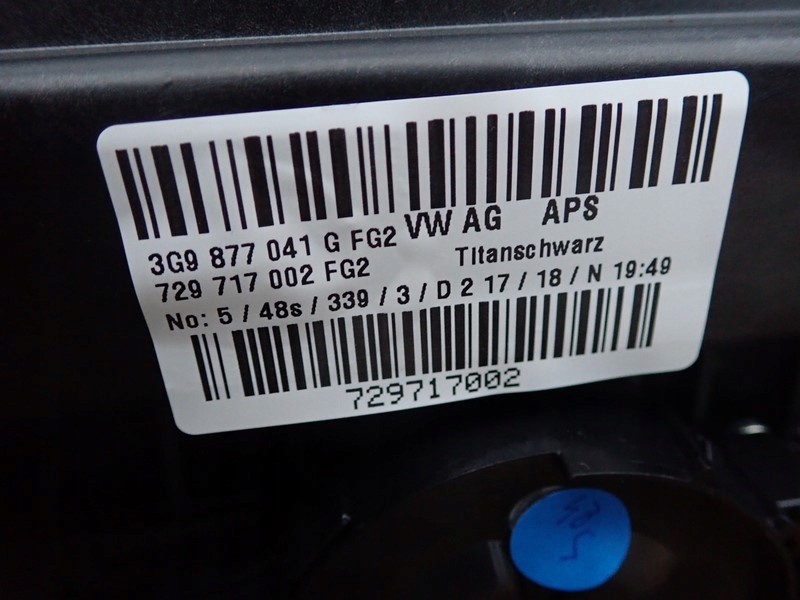 3G9 877 041 G FG2 VW AG APS
729 717 002 FG2 Titanschwarz
No: 5 / 48s / 339 / 3 / D 2 17 / 18 / N 19:49
729717002